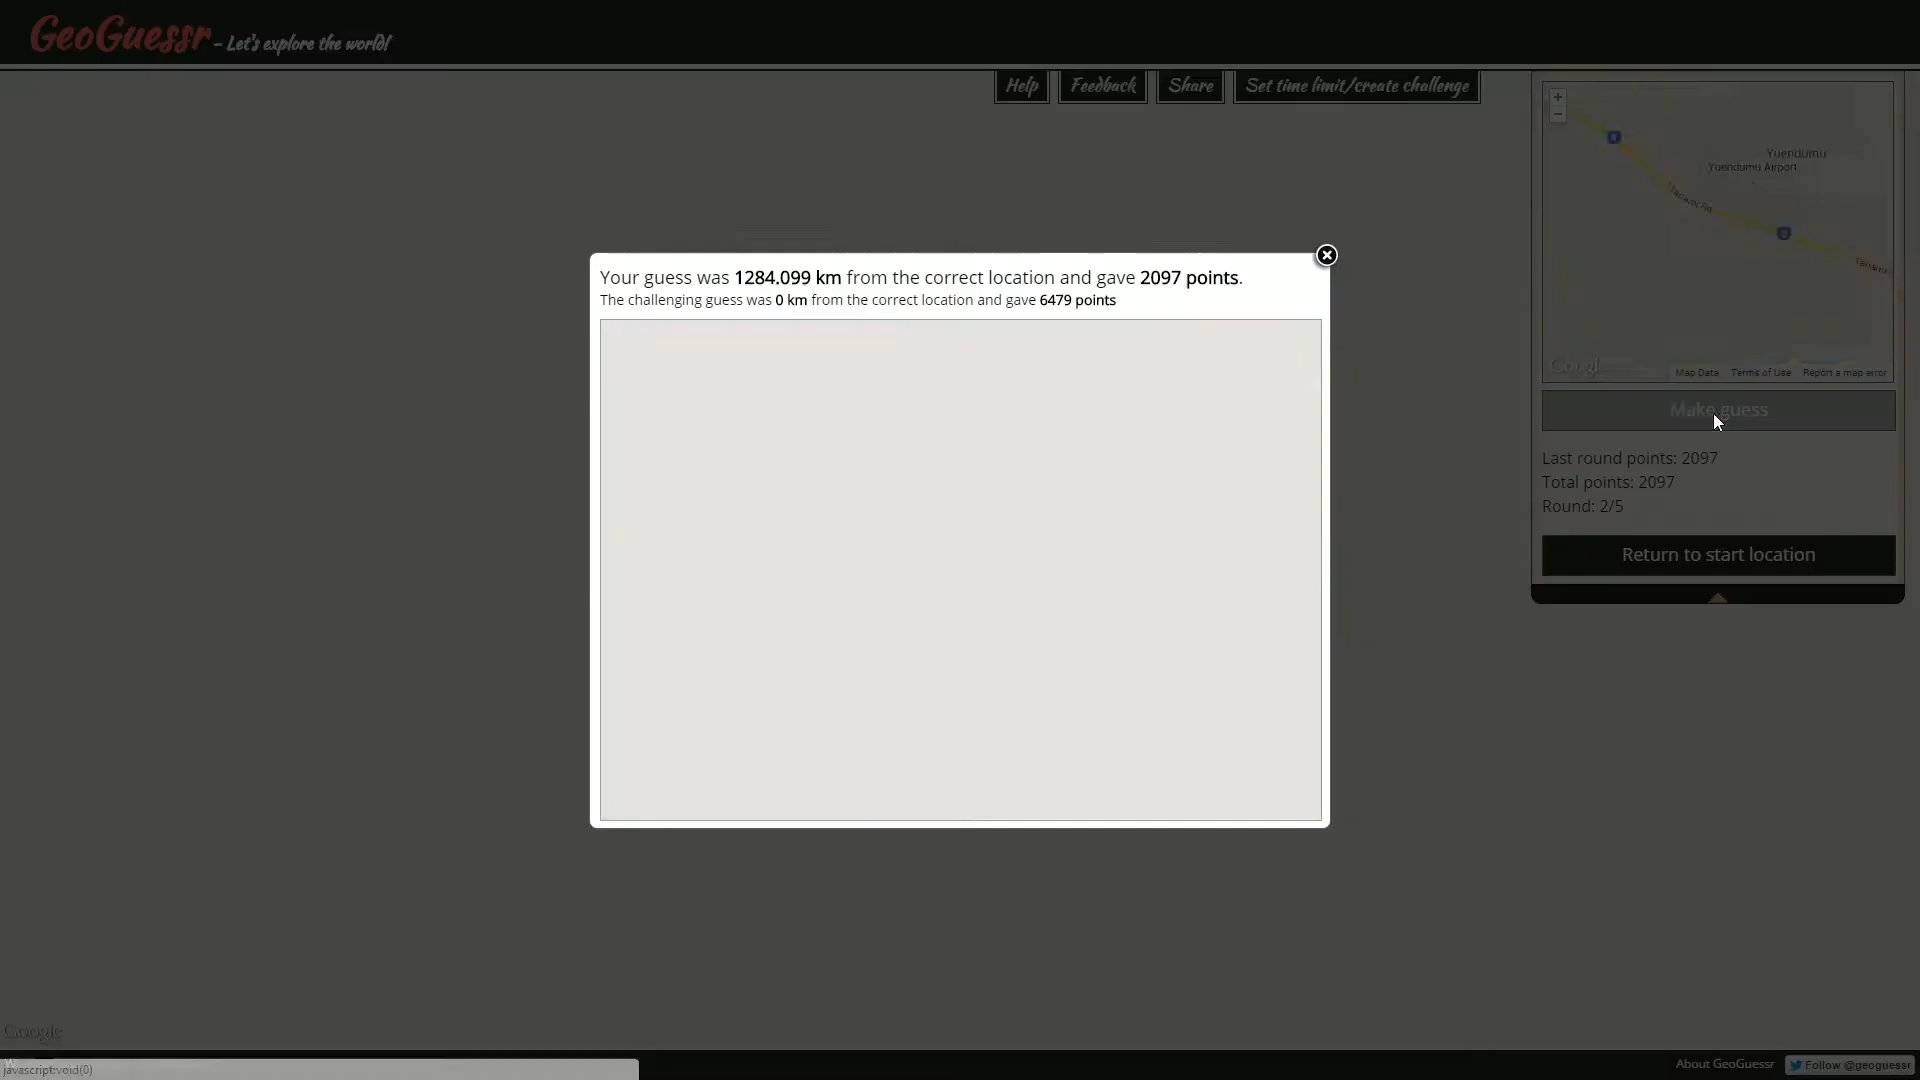 GeoGuessr - Let's explore the world!
Help
Feedback
Share
Set time limit/create challenge
+
−
Yuendumu
Yuendumu Airport
Tanami Rd
Google
Map Data
Terms of Use
Report a map error
Make guess
Last round points: 2097
Total points: 2097
Round: 2/5
Return to start location
Your guess was 1284.099 km from the correct location and gave 2097 points.
The challenging guess was 0 km from the correct location and gave 6479 points
Google
javascript:void(0)
About GeoGuessr
Follow @geoguessr